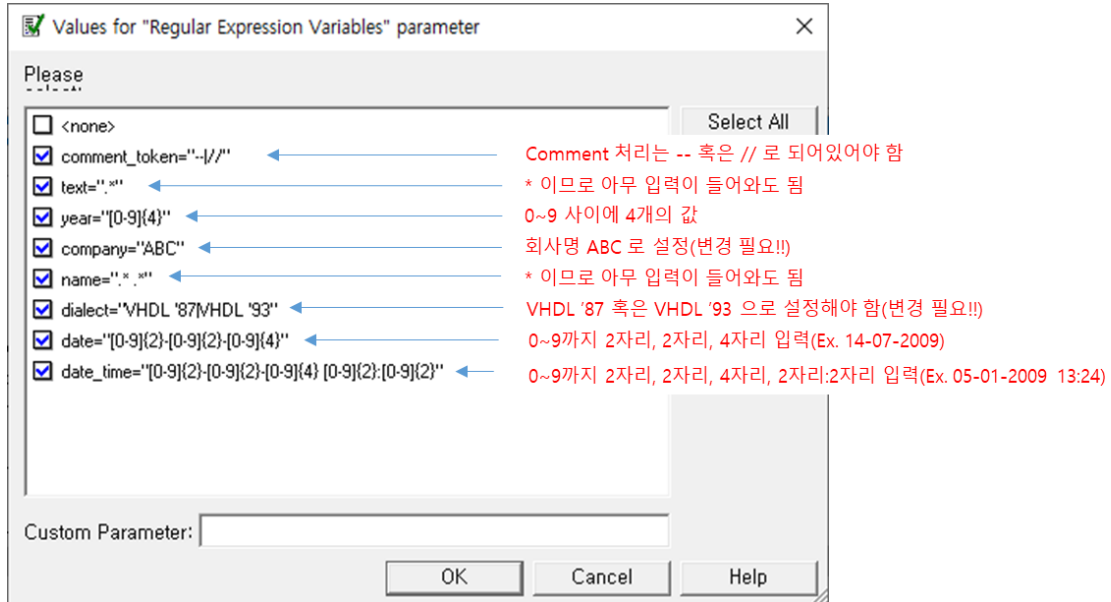 Values for "Regular Expression Variables" parameter
Please
<none>
Select All
comment_token="--|//"
Comment 처리는 -- 혹은 // 로 되어있어야 함
text=".*"
* 이므로 아무 입력이 들어와도 됨
year="[0-9]{4}"
0~9 사이에 4개의 값
company="ABC"
회사명 ABC 로 설정(변경 필요!!)
name=".* .*"
* 이므로 아무 입력이 들어와도 됨
dialect="VHDL '87|VHDL '93"
VHDL '87 혹은 VHDL '93 으로 설정해야 함(변경 필요!!)
date="[0-9]{2}-[0-9]{2}-[0-9]{4}"
0~9까지 2자리, 2자리, 4자리 입력(Ex. 14-07-2009)
date_time="[0-9]{2}-[0-9]{2}-[0-9]{4} [0-9]{2}:[0-9]{2}"
0~9까지 2자리, 2자리, 4자리, 2자리:2자리 입력(Ex. 05-01-2009 13:24)
Custom Parameter:
OK
Cancel
Help